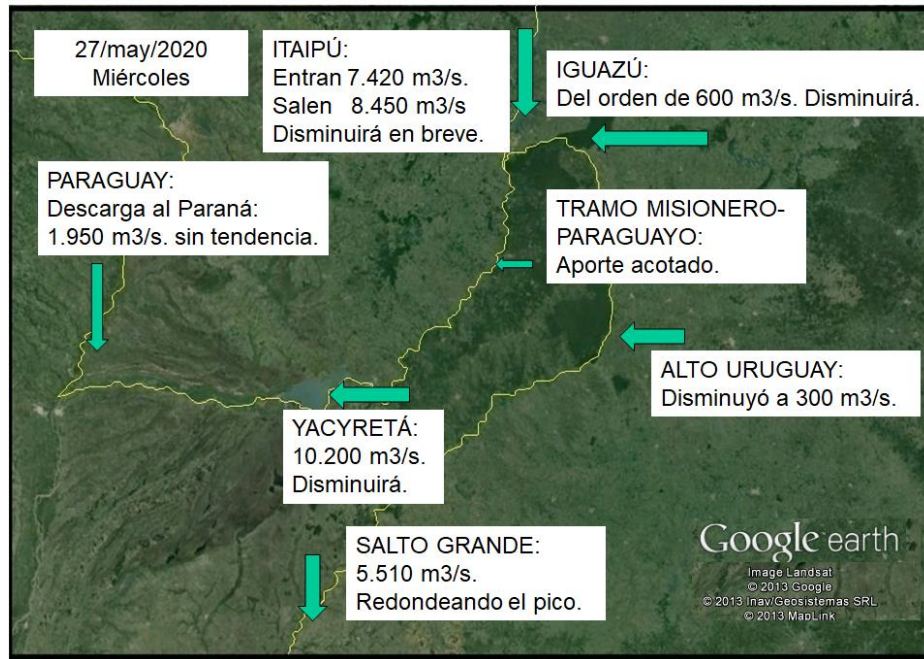 27/may/2020
Miércoles
ITAIPÚ:
Entran 7.420 m3/s.
Salen 8.450 m3/s
Disminuirá en breve.
IGUAZÚ:
Del orden de 600 m3/s. Disminuirá.
PARAGUAY:
Descarga al Paraná:
1.950 m3/s. sin tendencia.
TRAMO MISIONERO-
PARAGUAYO:
Aporte acotado.
ALTO URUGUAY:
Disminuyó a 300 m3/s.
YACYRETÁ:
10.200 m3/s.
Disminuirá.
SALTO GRANDE:
5.510 m3/s.
Redondeando el pico.
Google earth
Image Landsat
© 2013 Google
© 2013 Inav/Geosistemas SRL
© 2013 MapLink